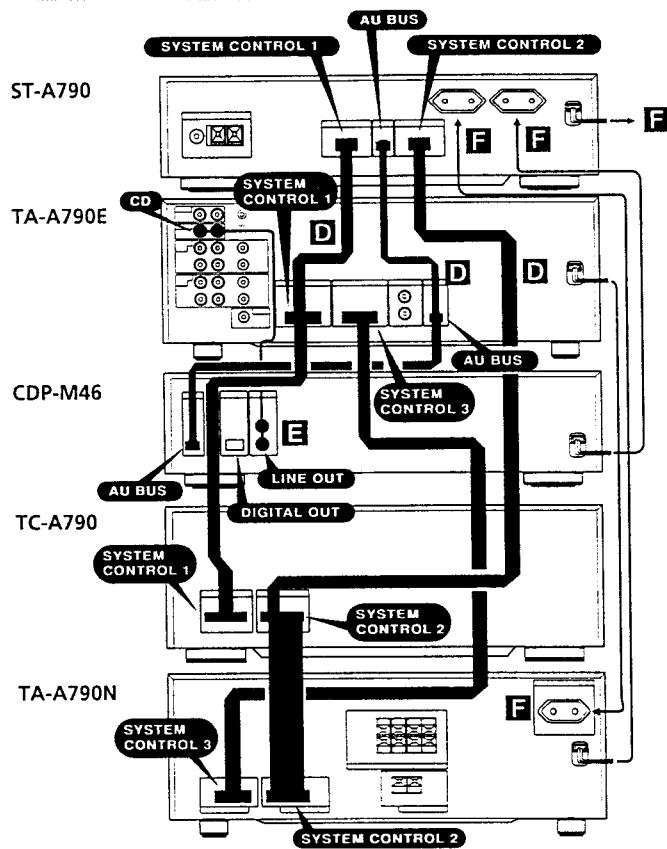 AU BUS
SYSTEM CONTROL 1
SYSTEM CONTROL 2
ST-A790
F
F
F
SYSTEM
CONTROL 1
TA-A790E
CD
D
D
D
AU BUS
CDP-M46
SYSTEM
CONTROL 3
E
AU BUS
LINE OUT
DIGITAL OUT
TC-A790
SYSTEM
CONTROL 1
SYSTEM
CONTROL 2
TA-A790N
F
SYSTEM
CONTROL 3
SYSTEM CONTROL 2